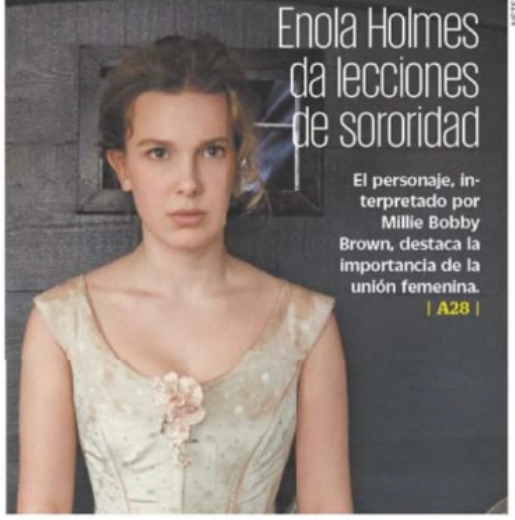 Enola Holmes
da lecciones
de sororidad
El personaje, in-
terpretado por
Millie Bobby
Brown, destaca la
importancia de la
unión femenina.
| A28 |